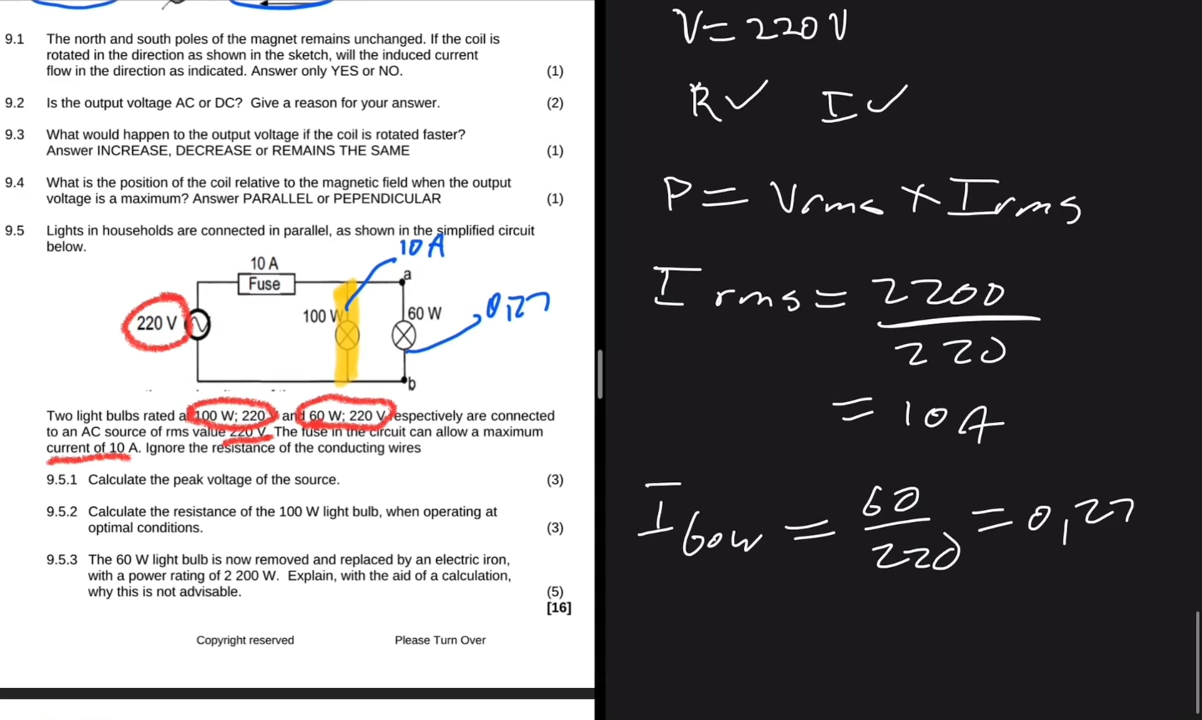 9.1 The north and south poles of the magnet remains unchanged. If the coil is
rotated in the direction as shown in the sketch, will the induced current
flow in the direction as indicated. Answer only YES or NO. (1)
9.2 Is the output voltage AC or DC? Give a reason for your answer. (2)
9.3 What would happen to the output voltage if the coil is rotated faster?
Answer INCREASE, DECREASE or REMAINS THE SAME (1)
9.4 What is the position of the coil relative to the magnetic field when the output
voltage is a maximum? Answer PARALLEL or PEPENDICULAR (1)
9.5 Lights in households are connected in parallel, as shown in the simplified circuit
below.
10 A
10 A
Fuse
a
220 V
100 W
60 W
0,27
b
Two light bulbs rated at 100 W; 220 V and 60 W; 220 V respectively are connected
to an AC source of rms value 220 V. The fuse in the circuit can allow a maximum
current of 10 A. Ignore the resistance of the conducting wires
9.5.1 Calculate the peak voltage of the source. (3)
9.5.2 Calculate the resistance of the 100 W light bulb, when operating at
optimal conditions. (3)
9.5.3 The 60 W light bulb is now removed and replaced by an electric iron,
with a power rating of 2 200 W. Explain, with the aid of a calculation,
why this is not advisable. (5)
[16]
Copyright reserved Please Turn Over
V = 220 V
R✓ I✓
P = Vrms × Irms
I rms = 2200
220
= 10A
I60W = 60 = 0,27
220